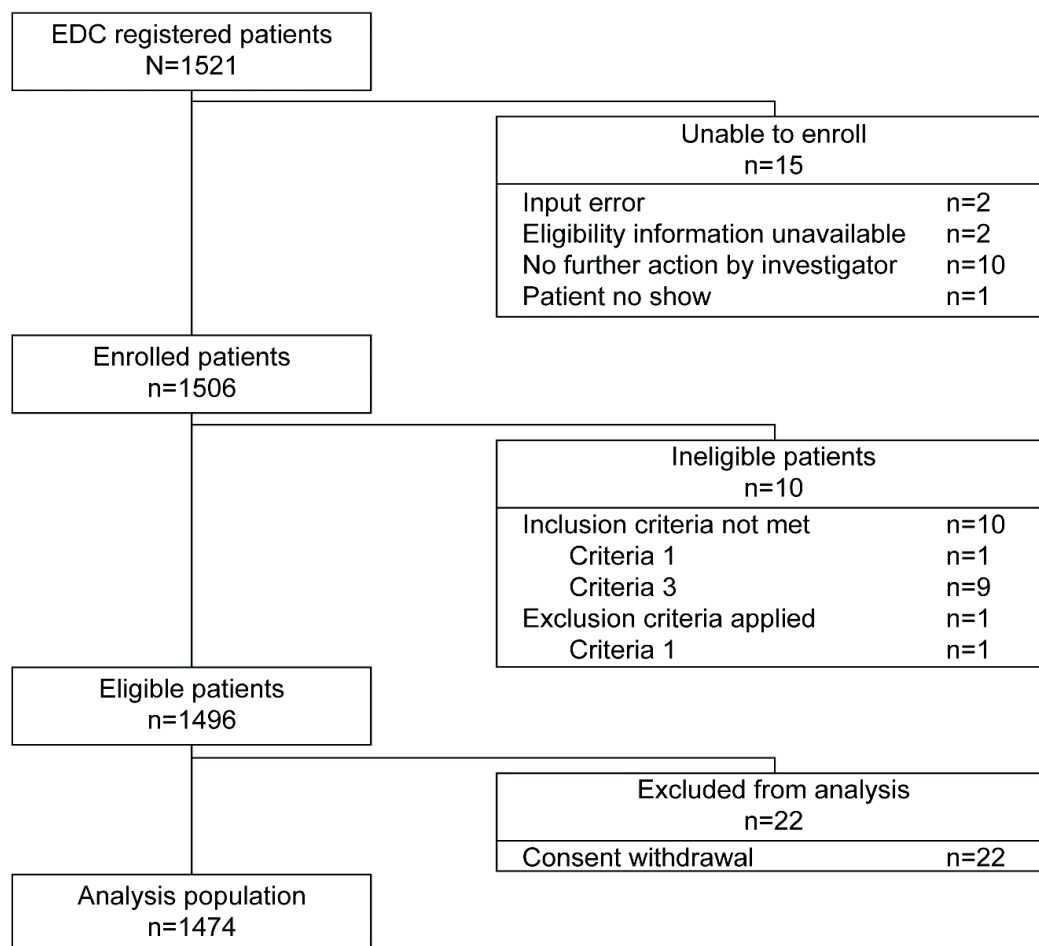 EDC registered patients
N=1521
Unable to enroll
n=15
Input error n=2
Eligibility information unavailable n=2
No further action by investigator n=10
Patient no show n=1
Enrolled patients
n=1506
Ineligible patients
n=10
Inclusion criteria not met n=10
Criteria 1 n=1
Criteria 3 n=9
Exclusion criteria applied n=1
Criteria 1 n=1
Eligible patients
n=1496
Excluded from analysis
n=22
Consent withdrawal n=22
Analysis population
n=1474